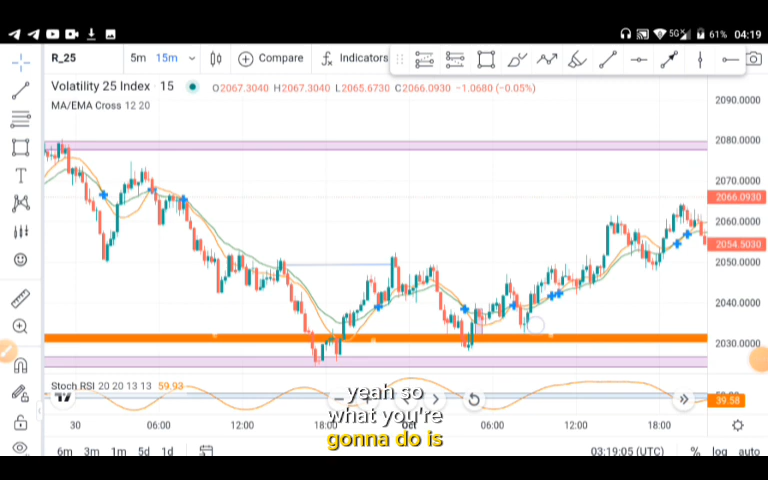 5G 61% 04:19
R_25 5m 15m Compare Indicators
Volatility 25 Index · 15 O2067.3040 H2067.3040 L2065.6730 C2066.0930 −1.0680 (−0.05%)
MA/EMA Cross 12 20
2090.0000
2080.0000
2070.0000
2066.0930
2060.0000
2054.5030
2050.0000
2040.0000
2030.0000
Stoch RSI 20 20 13 13 59.93
39.58
yeah so
what you're
gonna do is
30 06:00 12:00 18:00 Oct 06:00 12:00 18:00
6m 3m 1m 5d 1d 03:19:05 (UTC) % log auto